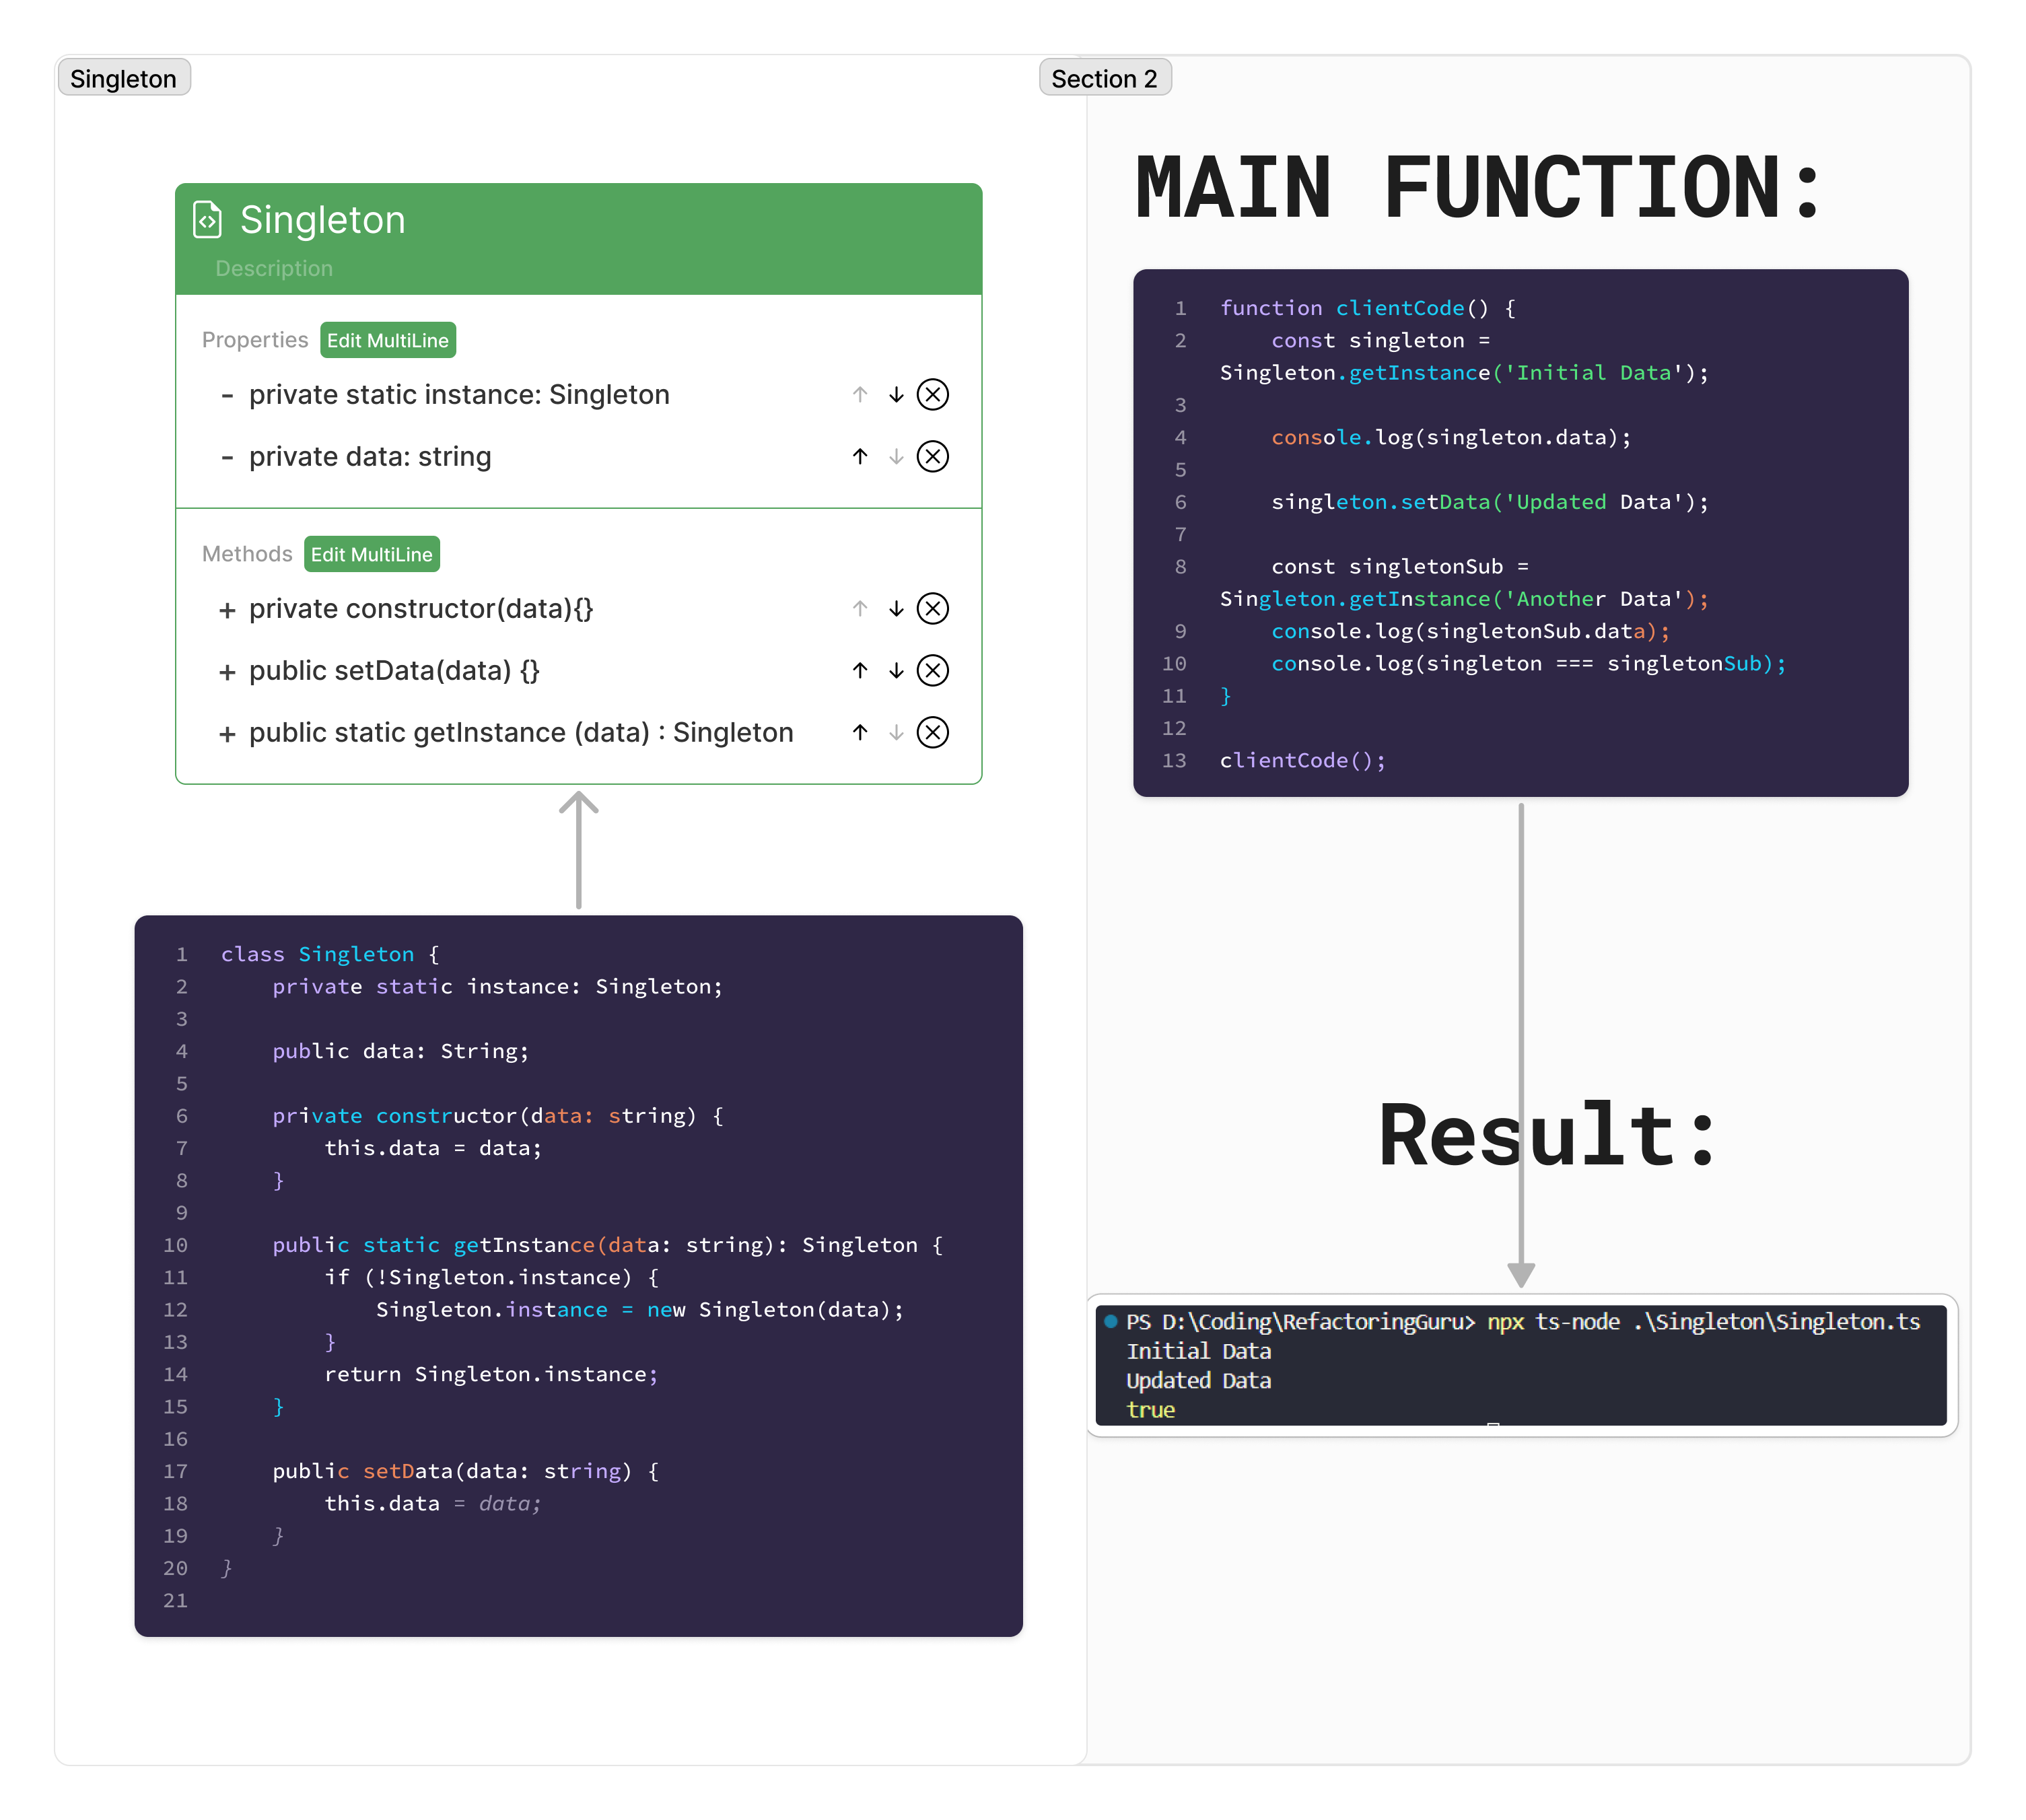 Singleton
Singleton
Description
Properties Edit MultiLine
- private static instance: Singleton
- private data: string
Methods Edit MultiLine
+ private constructor(data){}
+ public setData(data) {}
+ public static getInstance (data) : Singleton
1 class Singleton {
2     private static instance: Singleton;
3
4     public data: String;
5
6     private constructor(data: string) {
7         this.data = data;
8     }
9
10     public static getInstance(data: string): Singleton {
11         if (!Singleton.instance) {
12             Singleton.instance = new Singleton(data);
13         }
14         return Singleton.instance;
15     }
16
17     public setData(data: string) {
18         this.data = data;
19     }
20 }
21
Section 2
MAIN FUNCTION:
1 function clientCode() {
2     const singleton =
Singleton.getInstance('Initial Data');
3
4     console.log(singleton.data);
5
6     singleton.setData('Updated Data');
7
8     const singletonSub =
Singleton.getInstance('Another Data');
9     console.log(singletonSub.data);
10     console.log(singleton === singletonSub);
11 }
12
13 clientCode();
Result:
PS D:\Coding\RefactoringGuru> npx ts-node .\Singleton\Singleton.ts
Initial Data
Updated Data
true